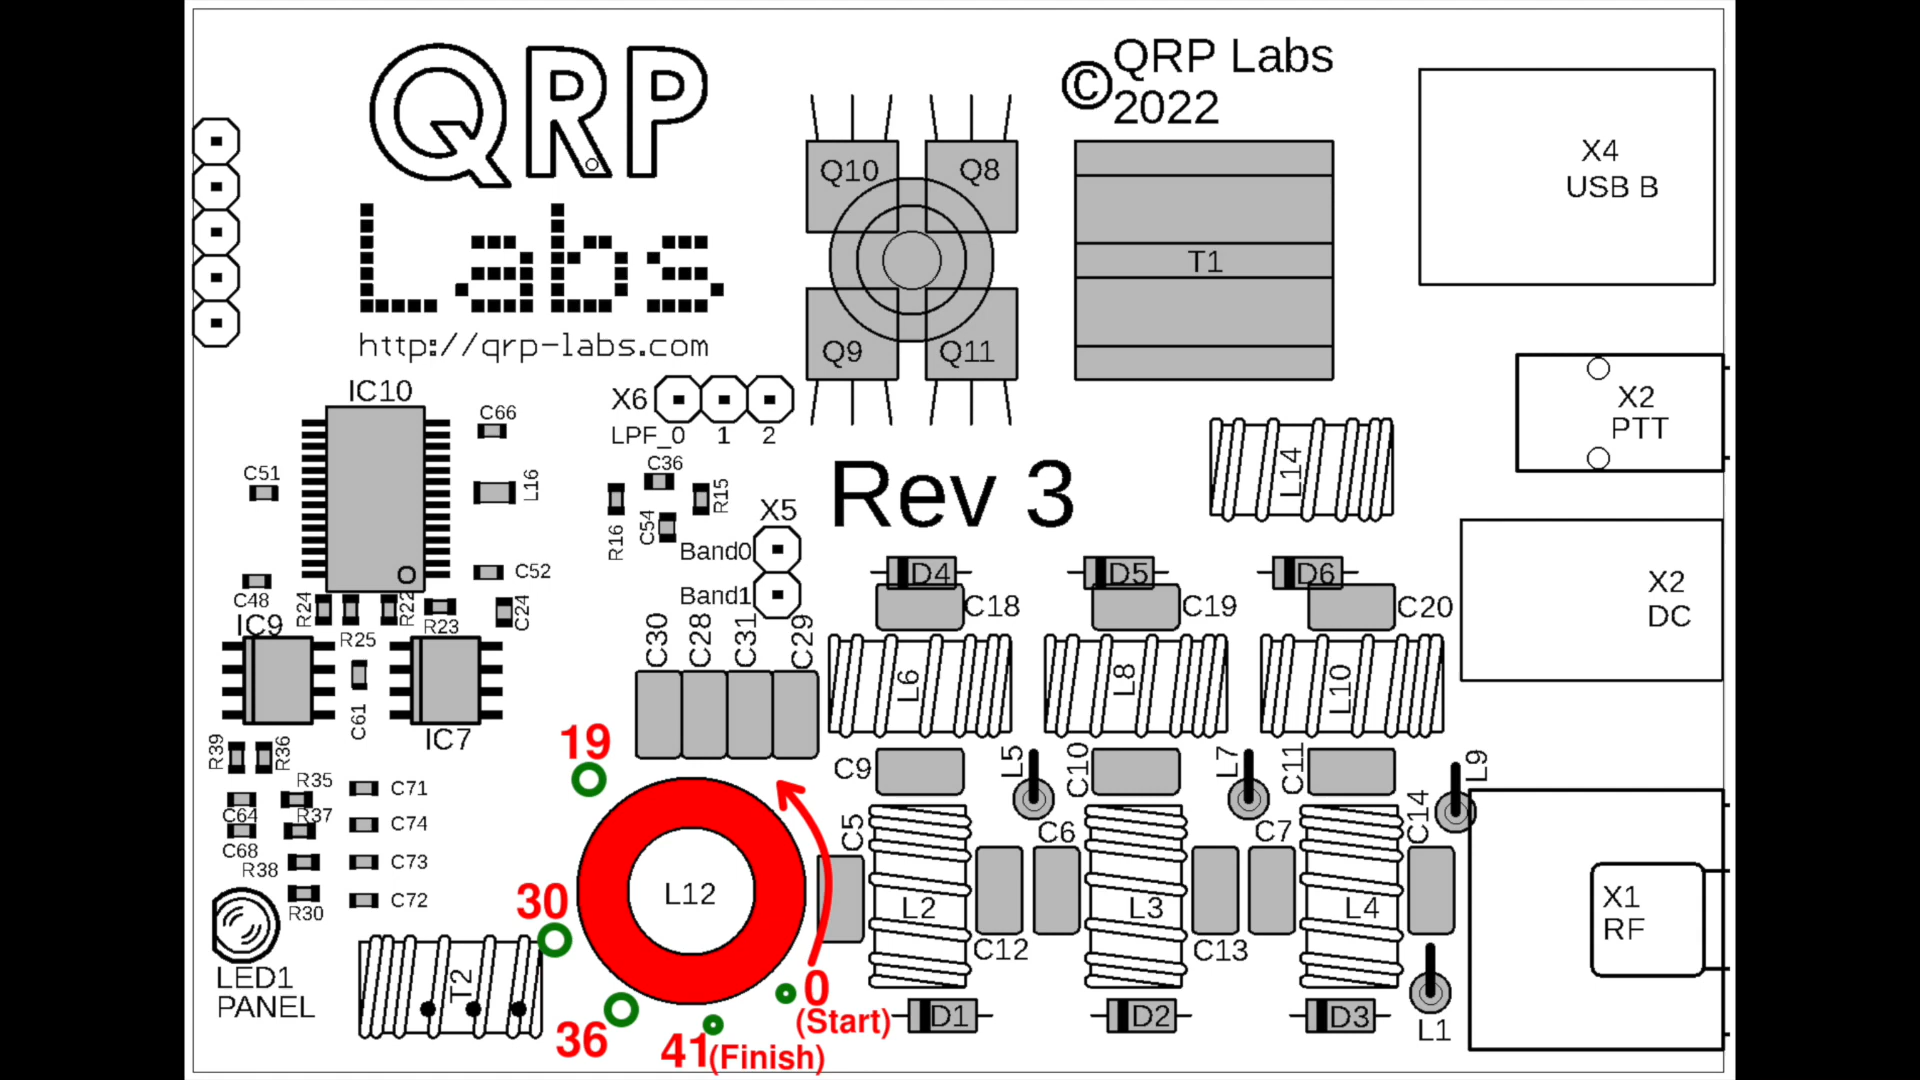 QRP
Labs
http://qrp-labs.com
©QRP Labs
2022
X4
USB B
Q10
Q8
T1
Q9
Q11
X2
PTT
X6
LPF_0 1 2
IC10
C66
C51
L16
C36
R16
C54
R15
X5
Band0
Band1
Rev 3
L14
C52
C48
R24
R25
R22
R23
C24
IC9
C61
IC7
C30
C28
C31
C29
D4
D5
D6
C18
C19
C20
X2
DC
L6
L8
L10
R39
R36
R35
C64
R37
C68
R38
R30
C71
C74
C73
C72
19
30
36
41(Finish)
0
(Start)
L12
C9
L5
C10
L7
C11
L9
C5
C6
C7
C14
L2
L3
L4
C12
C13
X1
RF
LED1
PANEL
T2
D1
D2
D3
L1